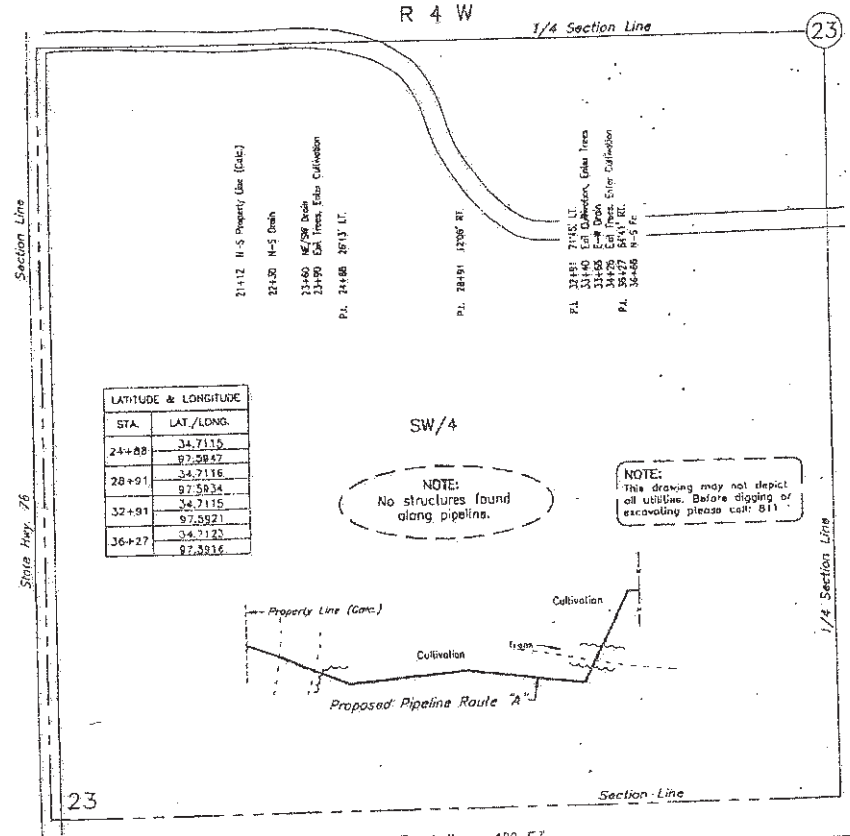 R 4 W
1/4 Section Line
23
Section Line
21+12 N-S Property Line (Calc.)
22+30 N-S Drain
23+60 NE/SW Drain
23+90 Exit Trees, Enter Cultivation
P.I. 24+88 26°13' LT.
P.I. 28+91 12°06' RT.
P.I. 32+91 71°45' LT.
33+40 Exit Cultivation, Enter Trees
33+65 E-W Drain
34+26 Exit Trees, Enter Cultivation
P.I. 36+27 64°41' RT.
36+66 N-S Fe
LATITUDE & LONGITUDE
STA. LAT./LONG.
24+88 34.7115
97.5947
28+91 34.7116
97.5934
32+91 34.7115
97.5921
36+27 34.7123
97.5916
SW/4
NOTE:
No structures found
along pipeline.
NOTE:
This drawing may not depict
all utilities. Before digging or
excavating please call: 811
State Hwy. 76
1/4 Section Line
Property Line (Calc.)
Cultivation
Cultivation
Trees
Proposed Pipeline Route "A"
23
Section Line